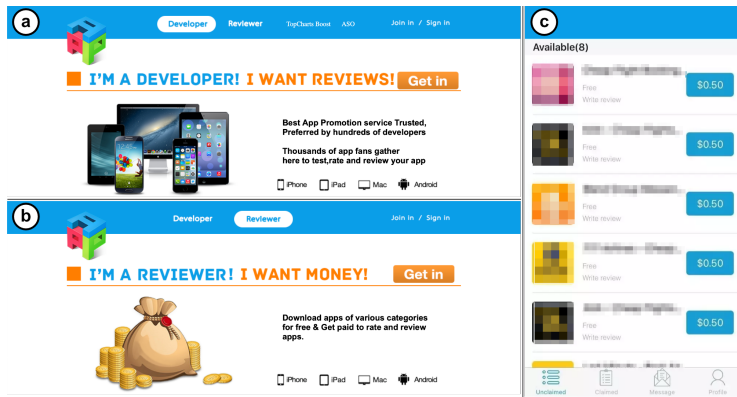 a
Developer Reviewer TopCharts Boost ASO Join in / Sign in
I'M A DEVELOPER! I WANT REVIEWS! Get in
Best App Promotion service Trusted,
Preferred by hundreds of developers
Thousands of app fans gather
here to test,rate and review your app
iPhone iPad Mac Android
b
Developer Reviewer Join in / Sign in
I'M A REVIEWER! I WANT MONEY! Get in
Download apps of various categories
for free & Get paid to rate and review
apps.
iPhone iPad Mac Android
c
Available(8)
Free
Write review
$0.50
Free
Write review
$0.50
Free
Write review
$0.50
Free
Write review
$0.50
Free
Write review
$0.50
Unclaimed Claimed Message Profile